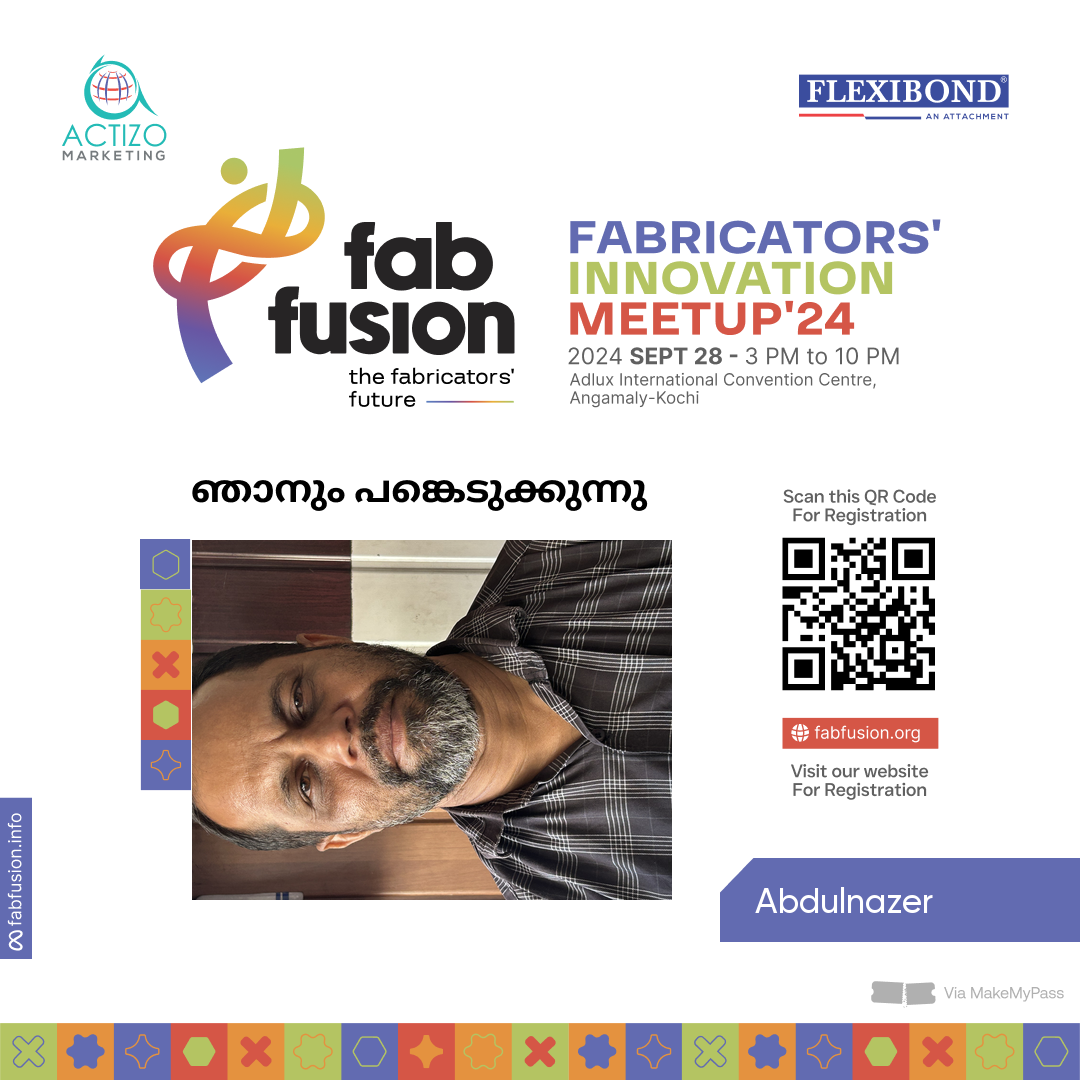 ACTIZO
MARKETING
FLEXIBOND®
AN ATTACHMENT
fab
fusion
the fabricators'
future
FABRICATORS'
INNOVATION
MEETUP'24
2024 SEPT 28 - 3 PM to 10 PM
Adlux International Convention Centre,
Angamaly-Kochi
ഞാനും പങ്കെടുക്കുന്നു
Scan this QR Code
For Registration
fabfusion.org
Visit our website
For Registration
fabfusion.info
Abdulnazer
Via MakeMyPass